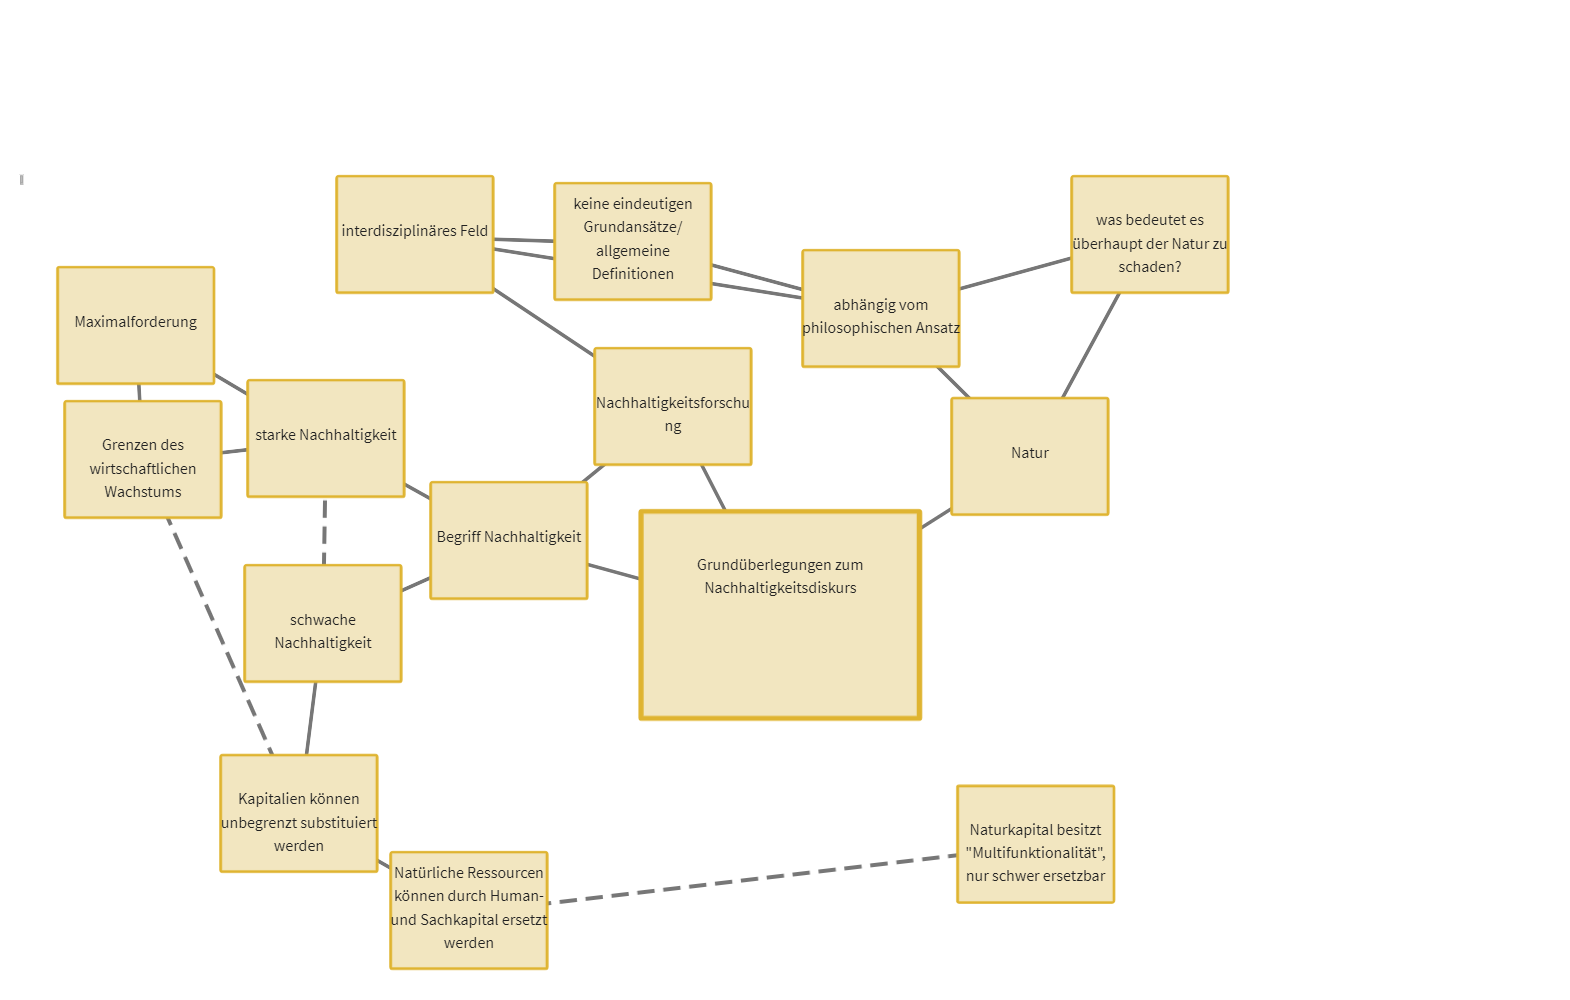 interdisziplinäres Feld
keine eindeutigen
Grundansätze/
allgemeine
Definitionen
was bedeutet es
überhaupt der Natur zu
schaden?
abhängig vom
philosophischen Ansatz
Maximalforderung
Nachhaltigkeitsforschu
ng
starke Nachhaltigkeit
Grenzen des
wirtschaftlichen
Wachstums
Natur
Begriff Nachhaltigkeit
Grundüberlegungen zum
Nachhaltigkeitsdiskurs
schwache
Nachhaltigkeit
Kapitalien können
unbegrenzt substituiert
werden
Naturkapital besitzt
"Multifunktionalität",
nur schwer ersetzbar
Natürliche Ressourcen
können durch Human-
und Sachkapital ersetzt
werden